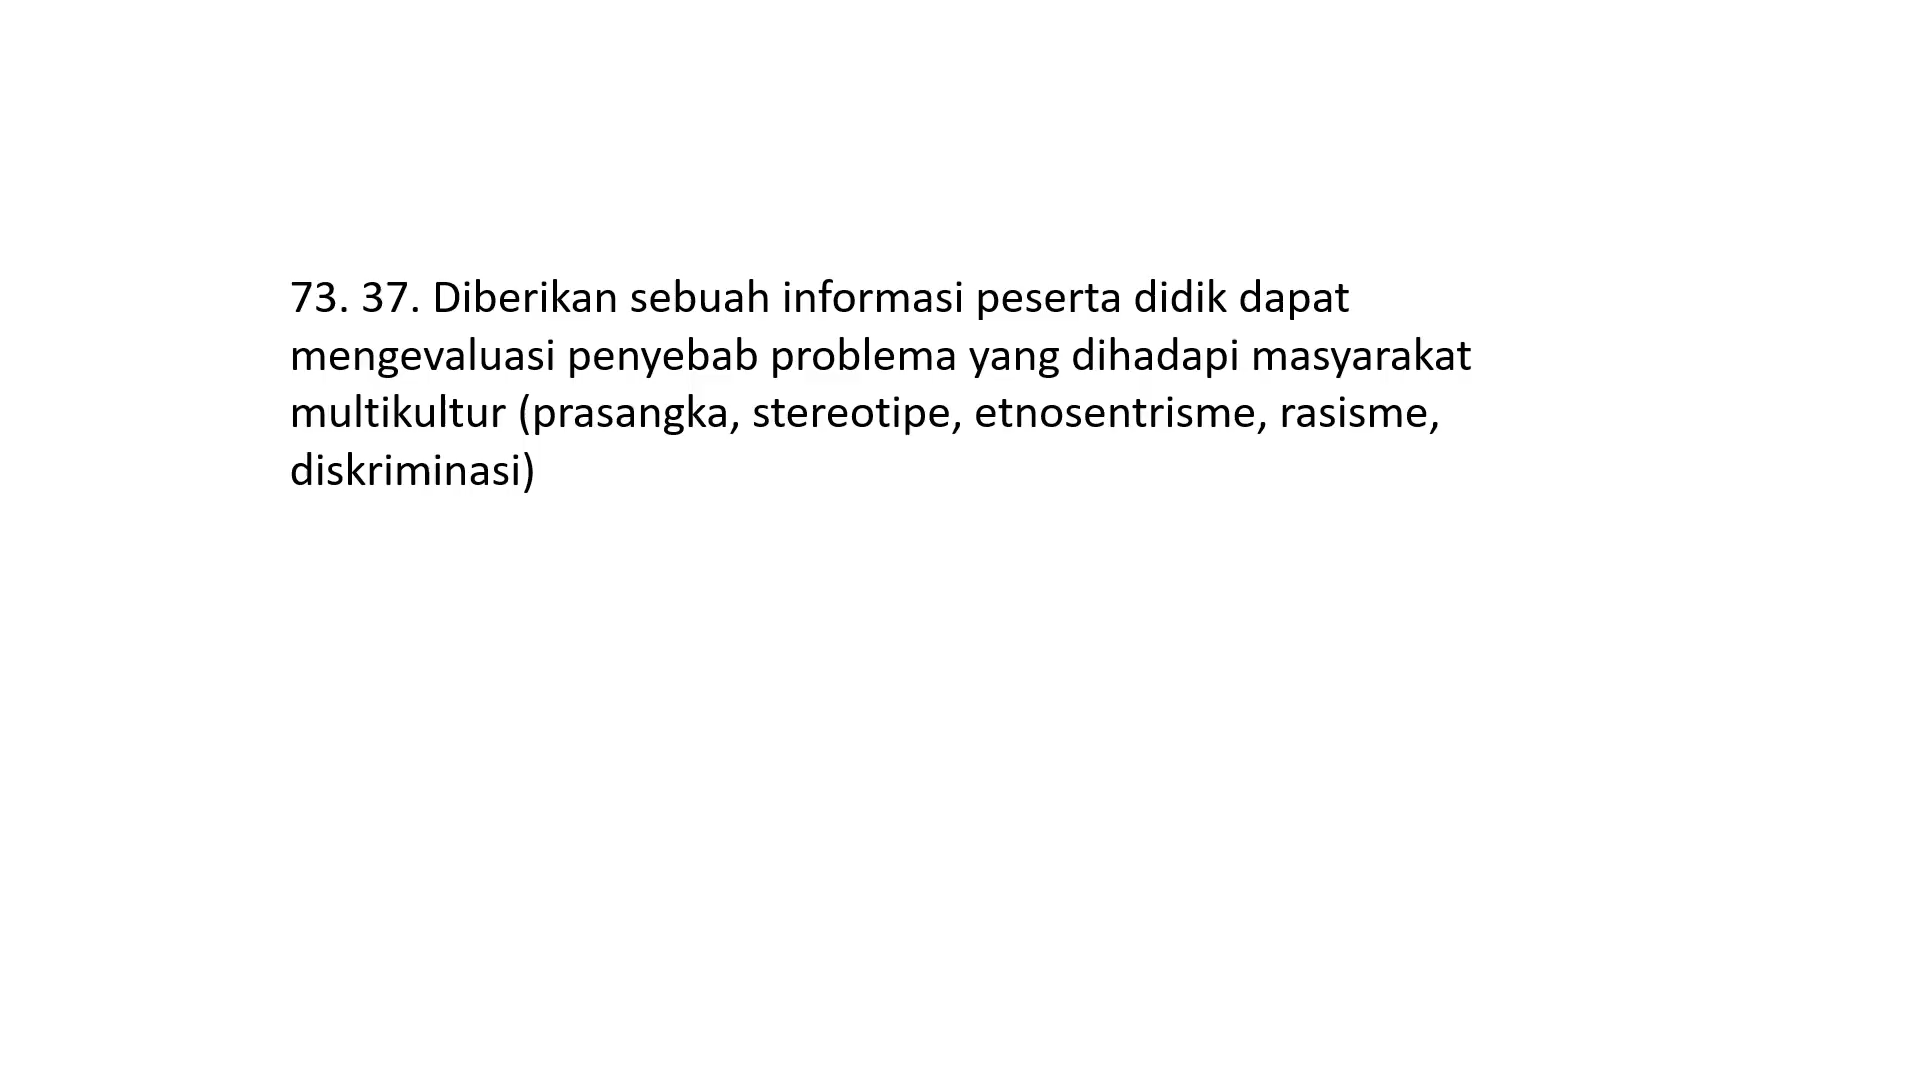 73. 37. Diberikan sebuah informasi peserta didik dapat
mengevaluasi penyebab problema yang dihadapi masyarakat
multikultur (prasangka, stereotipe, etnosentrisme, rasisme,
diskriminasi)